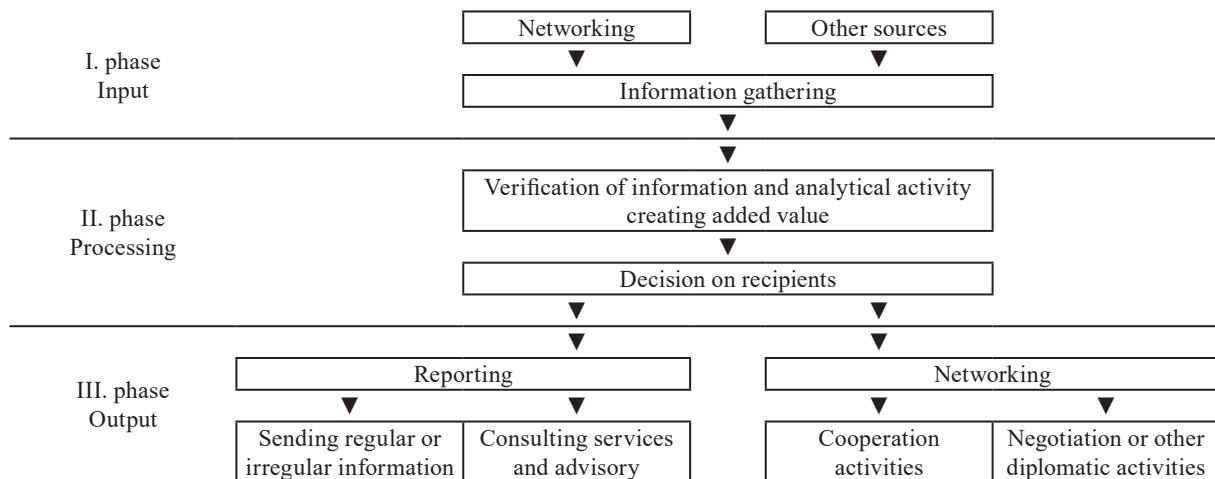 Networking
Other sources
I. phase
Input
Information gathering
Verification of information and analytical activity
creating added value
II. phase
Processing
Decision on recipients
Reporting
Networking
III. phase
Output
Sending regular or
irregular information
Consulting services
and advisory
Cooperation
activities
Negotiation or other
diplomatic activities